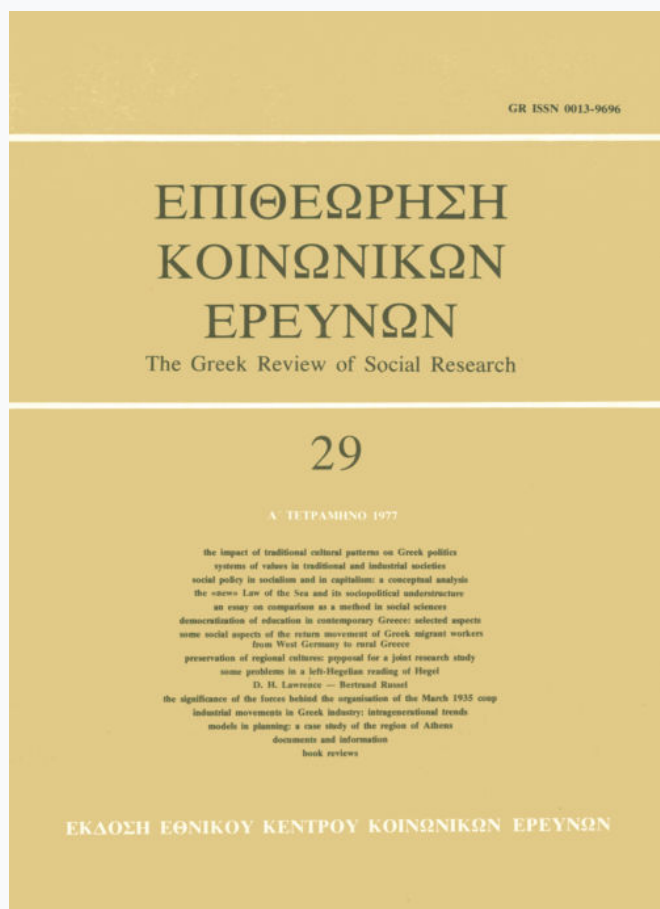 GR ISSN 0013-9696
ΕΠΙΘΕΩΡΗΣΗ
ΚΟΙΝΩΝΙΚΩΝ
ΕΡΕΥΝΩΝ
The Greek Review of Social Research
29
Α΄ ΤΕΤΡΑΜΗΝΟ 1977
the impact of traditional cultural patterns on Greek politics
systems of values in traditional and industrial societies
social policy in socialism and in capitalism: a conceptual analysis
the «new» Law of the Sea and its sociopolitical understructure
an essay on comparison as a method in social sciences
democratization of education in contemporary Greece: selected aspects
some social aspects of the return movement of Greek migrant workers
from West Germany to rural Greece
preservation of regional cultures: proposal for a joint research study
some problems in a left-Hegelian reading of Hegel
D. H. Lawrence — Bertrand Russel
the significance of the forces behind the organisation of the March 1935 coup
industrial movements in Greek industry: intragenerational trends
models in planning: a case study of the region of Athens
documents and information
book reviews
ΕΚΔΟΣΗ ΕΘΝΙΚΟΥ ΚΕΝΤΡΟΥ ΚΟΙΝΩΝΙΚΩΝ ΕΡΕΥΝΩΝ